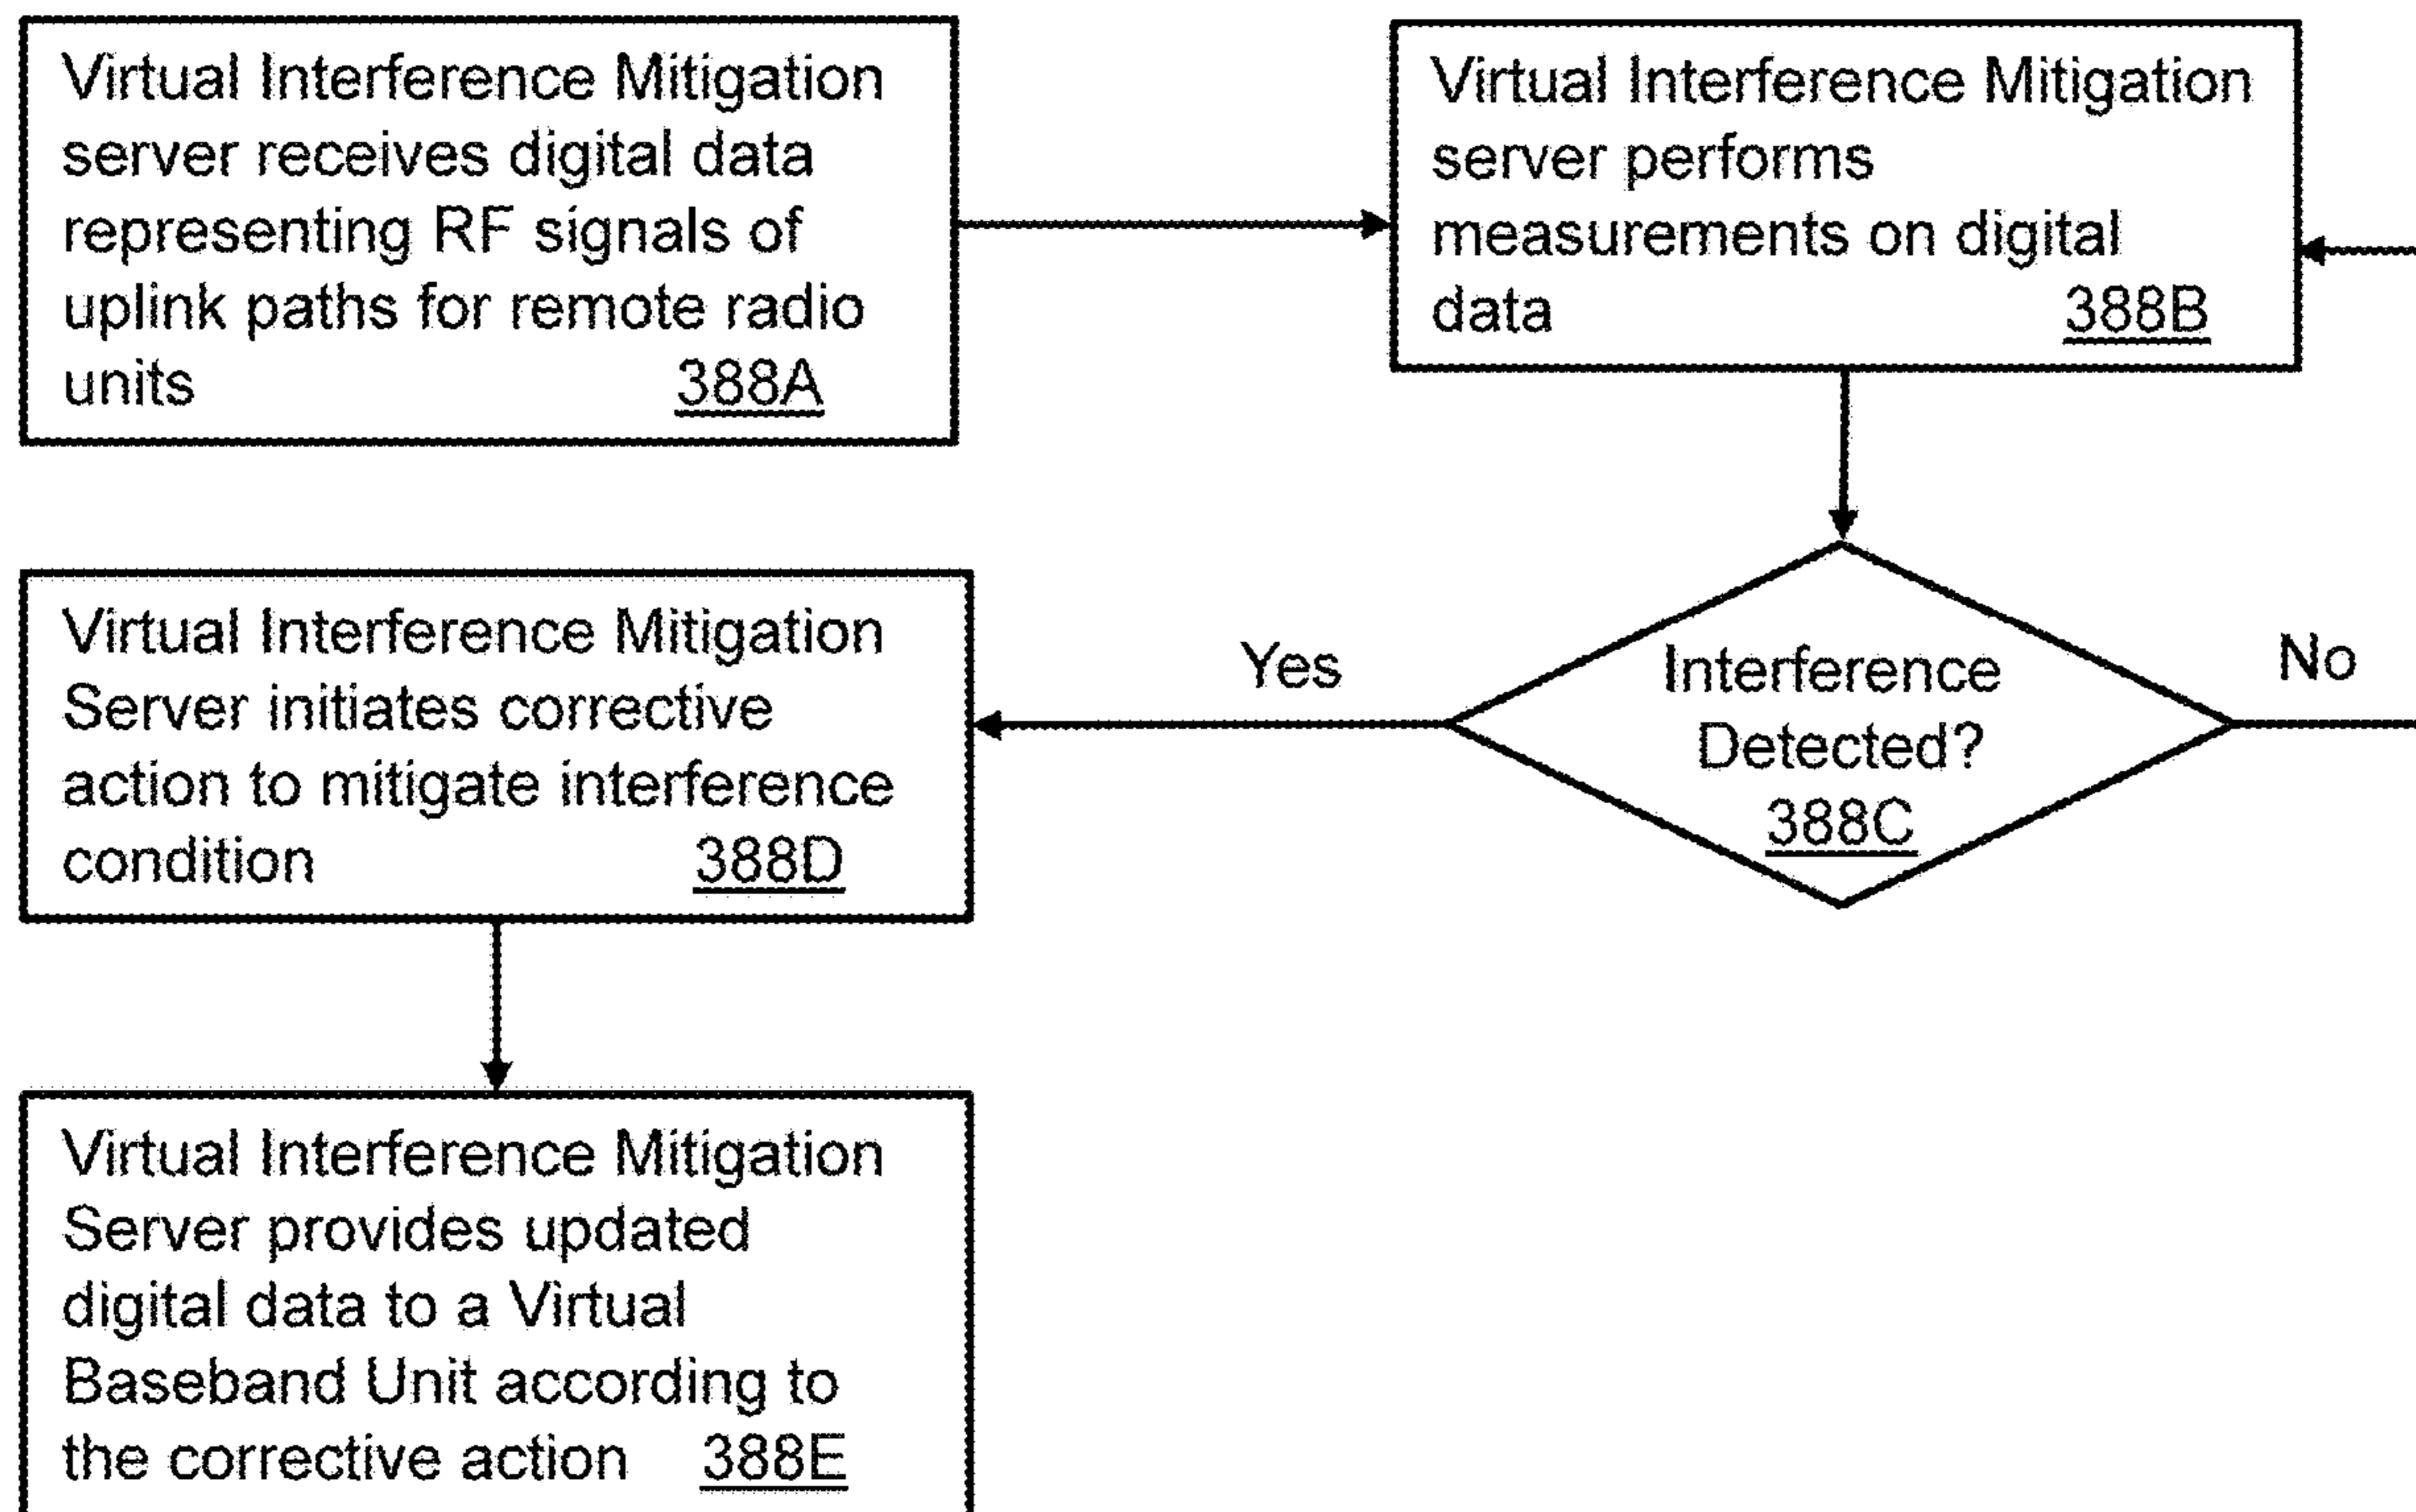 Virtual Interference Mitigation
server receives digital data
representing RF signals of
uplink paths for remote radio
units 388A
Virtual Interference Mitigation
server performs
measurements on digital
data 388B
Interference
Detected?
388C
Yes
No
Virtual Interference Mitigation
Server initiates corrective
action to mitigate interference
condition 388D
Virtual Interference Mitigation
Server provides updated
digital data to a Virtual
Baseband Unit according to
the corrective action 388E